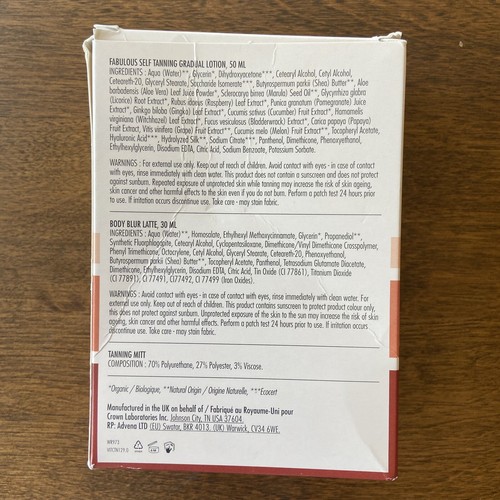 FABULOUS SELF TANNING GRADUAL LOTION, 50 ML
INGREDIENTS : Aqua (Water)**, Glycerin*, Dihydroxyacetone***, Cetearyl Alcohol, Cetyl Alcohol,
Ceteareth-20, Glyceryl Stearate, Saccharide Isomerate***, Butyrospermum parkii (Shea) Butter**, Aloe
barbadensis (Aloe Vera) Leaf Juice Powder*, Sclerocarya birrea (Marula) Seed Oil**, Glycyrrhiza glabra
(Licorice) Root Extract*, Rubus idaeus (Raspberry) Leaf Extract*, Punica granatum (Pomegranate) Juice
Extract*, Ginkgo biloba (Ginkgo) Leaf Extract*, Cucumis sativus (Cucumber) Fruit Extract*, Hamamelis
virginiana (Witchhazel) Leaf Extract*, Fucus vesiculosus (Bladderwrack) Extract*, Carica papaya (Papaya)
Fruit Extract*, Vitis vinifera (Grape) Fruit Extract**, Cucumis melo (Melon) Fruit Extract**, Tocopheryl Acetate,
Hyaluronic Acid***, Hydrolyzed Silk**, Sodium Citrate***, Panthenol, Dimethicone, Phenoxyethanol,
Ethylhexylglycerin, Disodium EDTA, Citric Acid, Sodium Benzoate, Potassium Sorbate.
WARNINGS : For external use only. Keep out of reach of children. Avoid contact with eyes - in case of contact
with eyes, rinse immediately with clean water. This product does not contain a sunscreen and does not protect
against sunburn. Repeated exposure of unprotected skin while tanning may increase the risk of skin ageing,
skin cancer and other harmful effects to the skin even if you do not burn. Perform a patch test 24 hours prior
to use. If irritation occurs discontinue use. Take care - may stain fabric.
BODY BLUR LATTE, 30 ML
INGREDIENTS : Aqua (Water)**, Homosalate, Ethylhexyl Methoxycinnamate, Glycerin*, Propanediol**,
Synthetic Fluorphlogopite, Cetearyl Alcohol, Cyclopentasiloxane, Dimethicone/Vinyl Dimethicone Crosspolymer,
Phenyl Trimethicone, Octocrylene, Cetyl Alcohol, Glyceryl Stearate, Ceteareth-20, Phenoxyethanol,
Butyrospermum parkii (Shea) Butter**, Tocopheryl Acetate, Panthenol, Tetrasodium Glutamate Diacetate,
Dimethicone, Ethylhexylglycerin, Disodium EDTA, Citric Acid, Tin Oxide (CI 77861), Titanium Dioxide
(CI 77891), CI 77491, CI 77492, CI 77499 (Iron Oxides).
WARNINGS : Avoid contact with eyes - in case of contact with eyes, rinse immediately with clean water. For
external use only. Keep out of reach of children. This product contains sunscreen to protect product colour only,
this does not protect against sunburn. Unprotected exposure of the skin to the sun may increase the risk of skin
ageing, skin cancer and other harmful effects. Perform a patch test 24 hours prior to use. If irritation occurs
discontinue use. Take care - may stain fabric.
TANNING MITT
COMPOSITION : 70% Polyurethane, 27% Polyester, 3% Viscose.
*Organic / Biologique, **Natural Origin / Origine Naturelle, ***Ecocert
Manufactured in the UK on behalf of / Fabriqué au Royaume-Uni pour
Crown Laboratories Inc. Johnson City, TN USA 37604.
RP: Advena LTD (EU) Swatar, BKR 4013. (UK) Warwick, CV34 6WE.